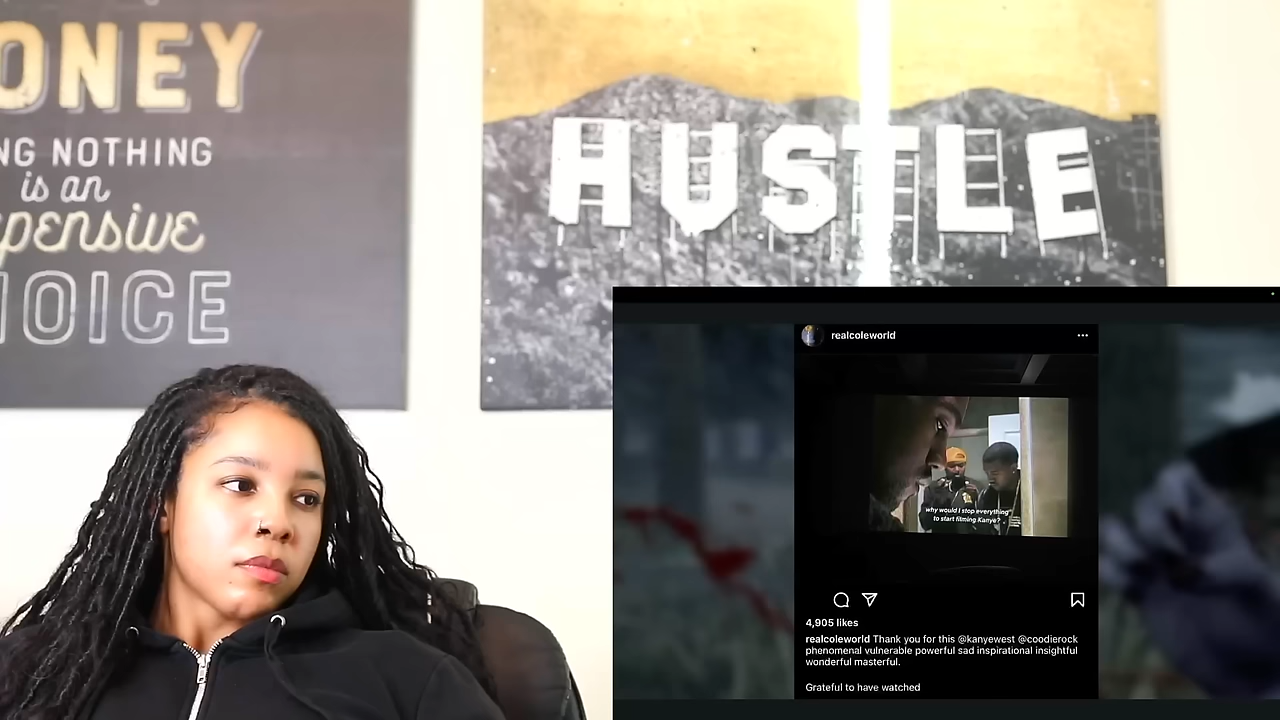 ONEY
NG NOTHING
is an
pensive
HOICE
HUSTLE
realcoleworld
why would I stop everything
to start filming Kanye?
4,905 likes
realcoleworld Thank you for this @kanyewest @coodierock
phenomenal vulnerable powerful sad inspirational insightful
wonderful masterful.
Grateful to have watched